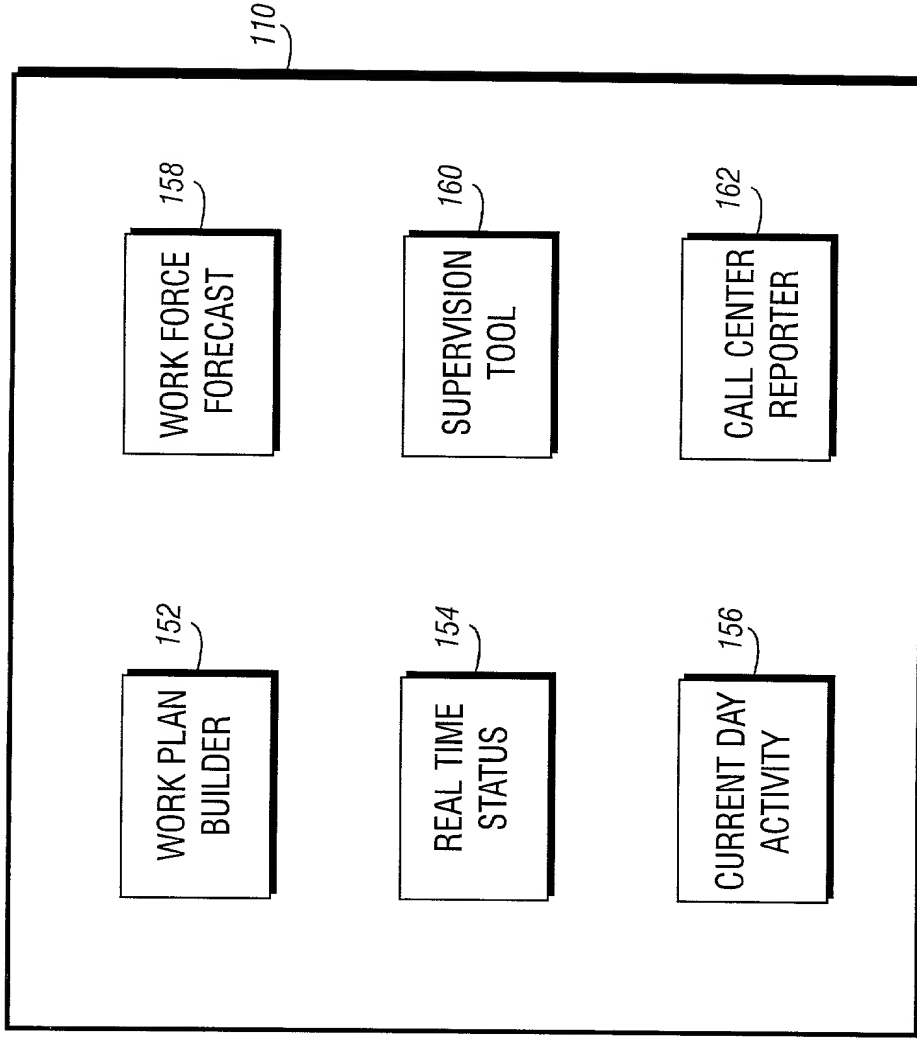 110
152
WORK PLAN
BUILDER
158
WORK FORCE
FORECAST
154
REAL TIME
STATUS
160
SUPERVISION
TOOL
156
CURRENT DAY
ACTIVITY
162
CALL CENTER
REPORTER